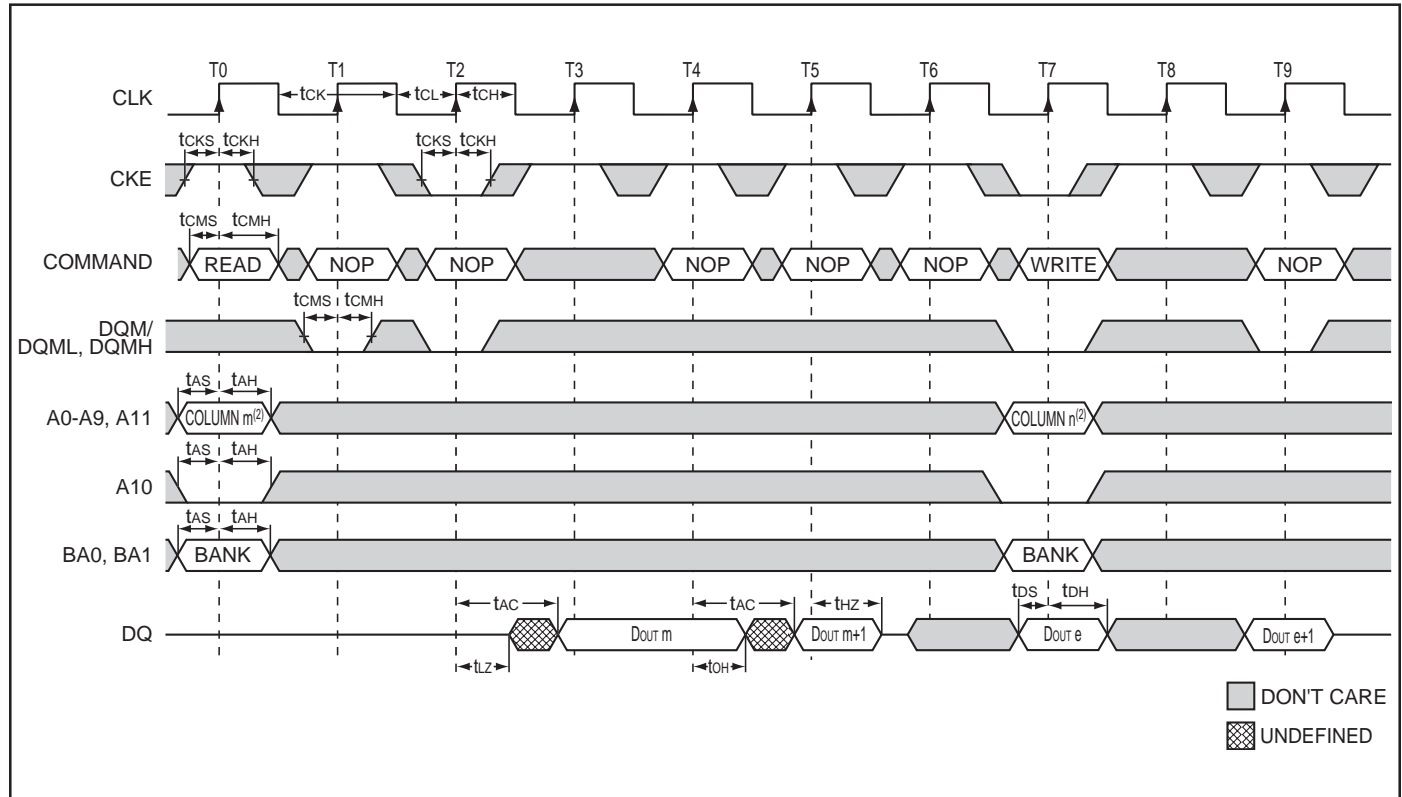 T0 T1 T2 T3 T4 T5 T6 T7 T8 T9
CLK tCK tCL tCH
tCKS tCKH tCKS tCKH
CKE
tCMS tCMH
COMMAND READ NOP NOP NOP NOP NOP WRITE NOP
tCMS tCMH
DQM/
DQML, DQMH
tAS tAH
A0-A9, A11 COLUMN m(2) COLUMN n(2)
tAS tAH
A10
tAS tAH
BA0, BA1 BANK BANK
tAC tAC tHZ tDS tDH
DQ DOUT m DOUT m+1 DOUT e DOUT e+1
tLZ tOH
DON'T CARE
UNDEFINED